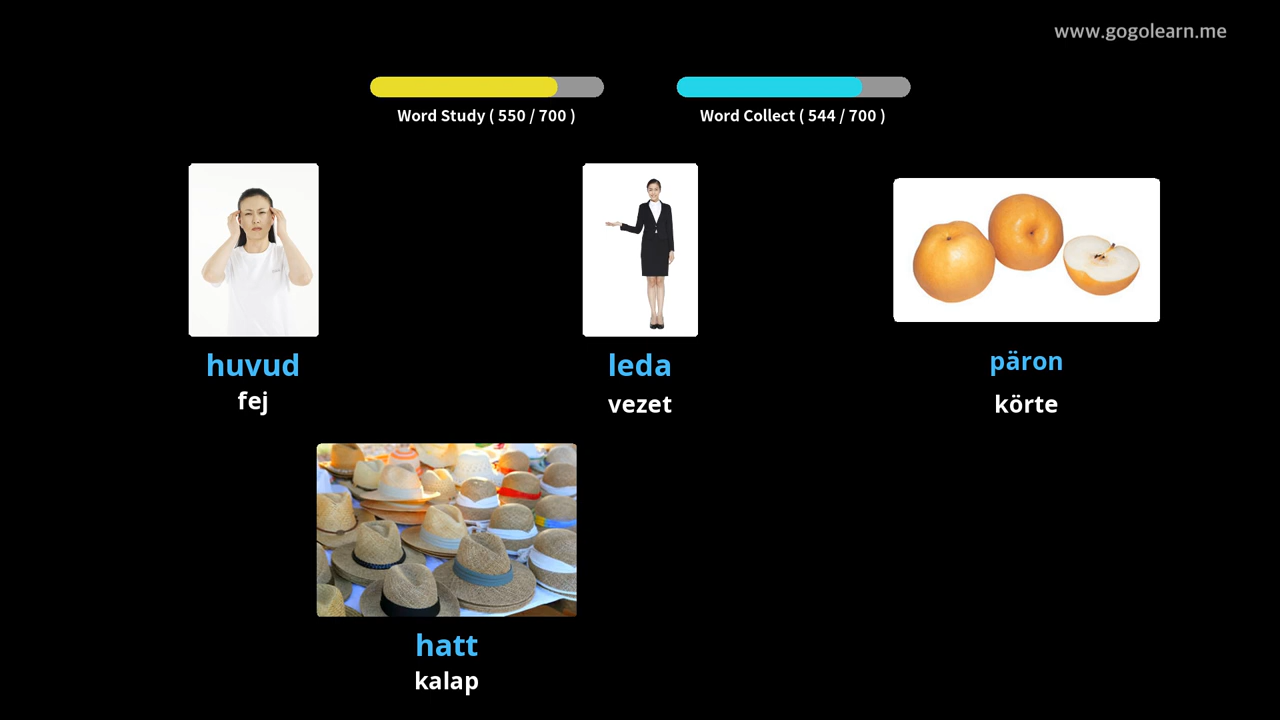 www.gogolearn.me
Word Study ( 550 / 700 )
Word Collect ( 544 / 700 )
huvud
fej
leda
vezet
päron
körte
hatt
kalap